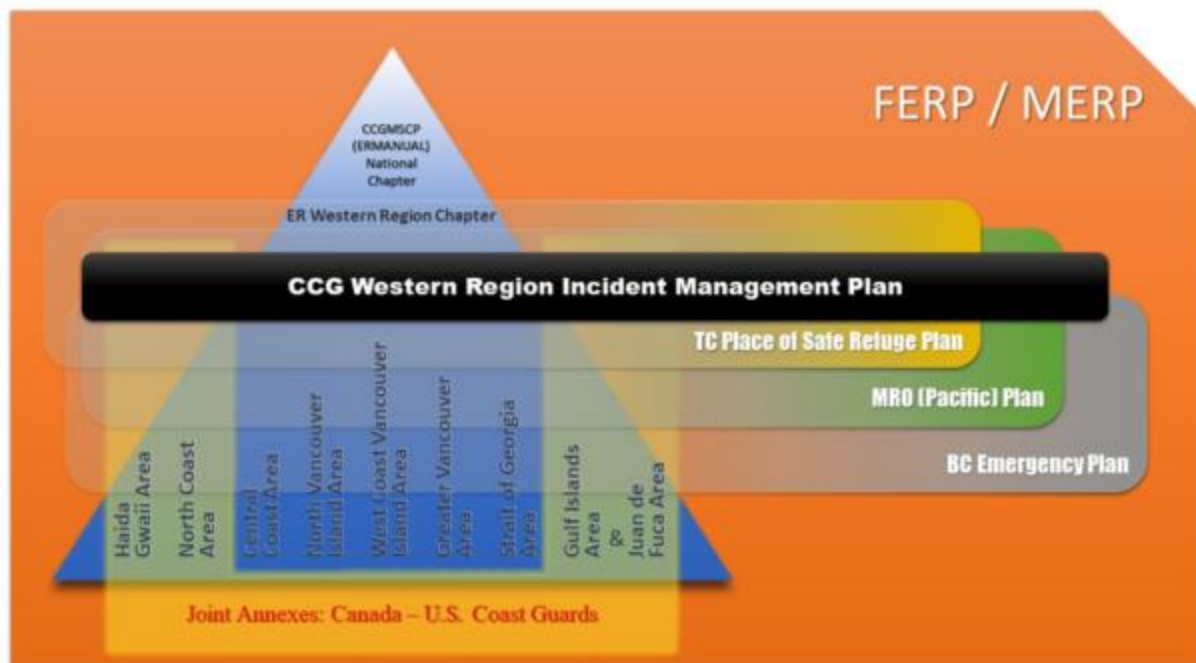 FERP / MERP
CCGMSCP
(ERMANUAL)
National
Chapter
ER Western Region Chapter
CCG Western Region Incident Management Plan
TC Place of Safe Refuge Plan
MRO (Pacific) Plan
BC Emergency Plan
Haida
Gwaii Area
North Coast
Area
Central
Coast Area
North Vancouver
Island Area
West Coast Vancouver
Island Area
Greater Vancouver
Area
Strait of Georgia
Area
Gulf Islands
Area
go
Juan de
Fuca Area
Joint Annexes: Canada – U.S. Coast Guards